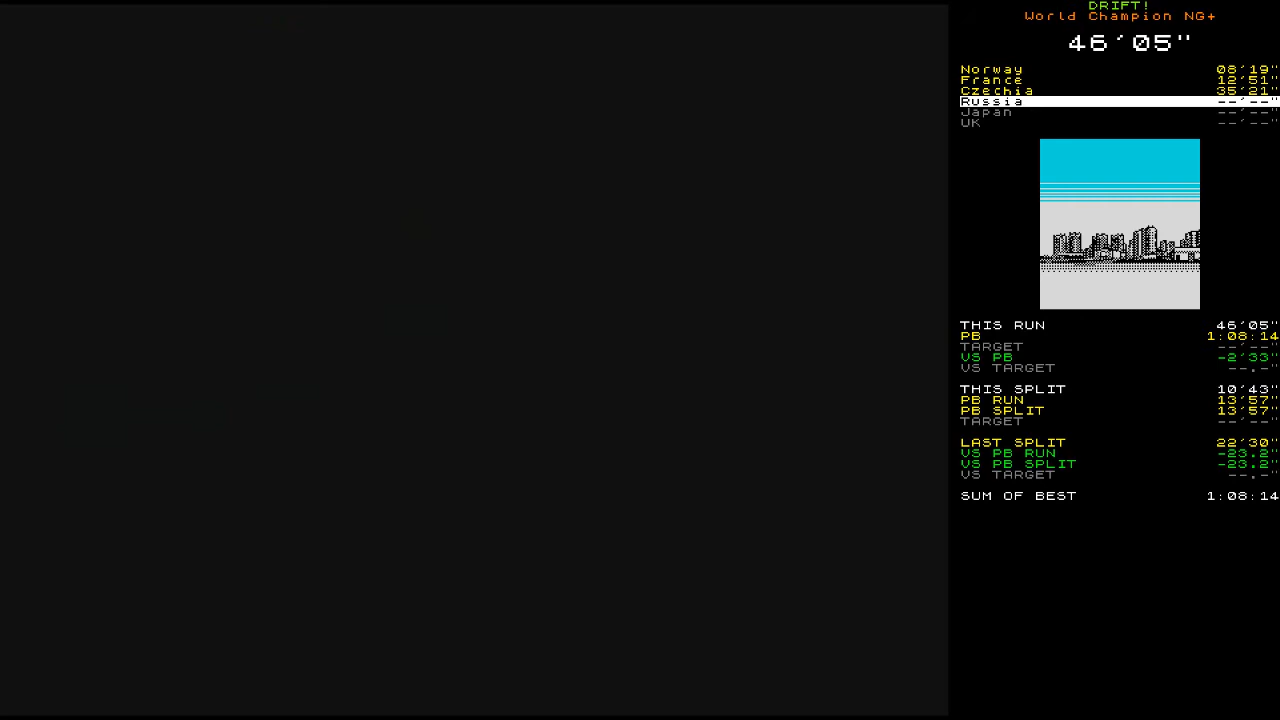 DRIFT!
World Champion NG+
46'05"
Norway 08'19"
France 12'51"
Czechia 35'21"
Russia --'--"
Japan --'--"
UK --'--"
THIS RUN 46'05"
PB 1:08:14
TARGET --'--"
VS PB -2'33"
VS TARGET --.-"
THIS SPLIT 10'43"
PB RUN 13'57"
PB SPLIT 13'57"
TARGET --'--"
LAST SPLIT 22'30"
VS PB RUN -23.2"
VS PB SPLIT -23.2"
VS TARGET --.-"
SUM OF BEST 1:08:14